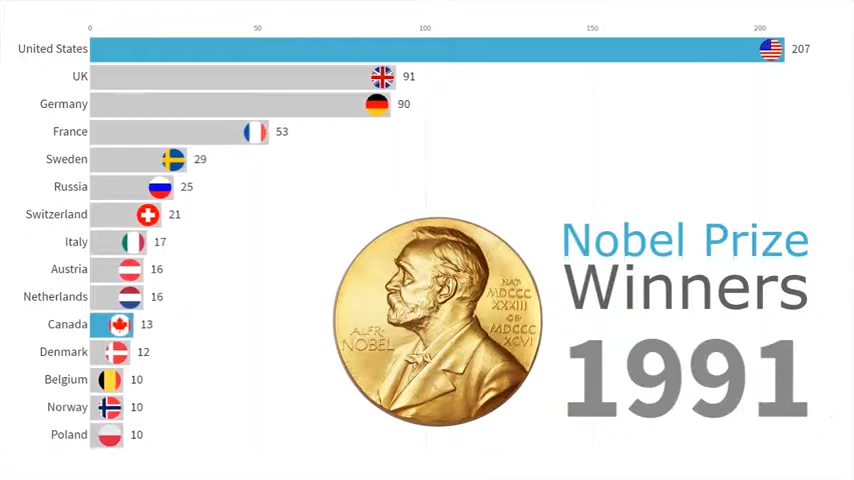 0 50 100 150 200
United States 207
UK 91
Germany 90
France 53
Sweden 29
Russia 25
Switzerland 21
Italy 17
Austria 16
Netherlands 16
Canada 13
Denmark 12
Belgium 10
Norway 10
Poland 10
ALFR·
NOBEL
NAT·
MDCCC
XXXIII
OB·
MDCCC
XCVI
Nobel Prize
Winners
1991